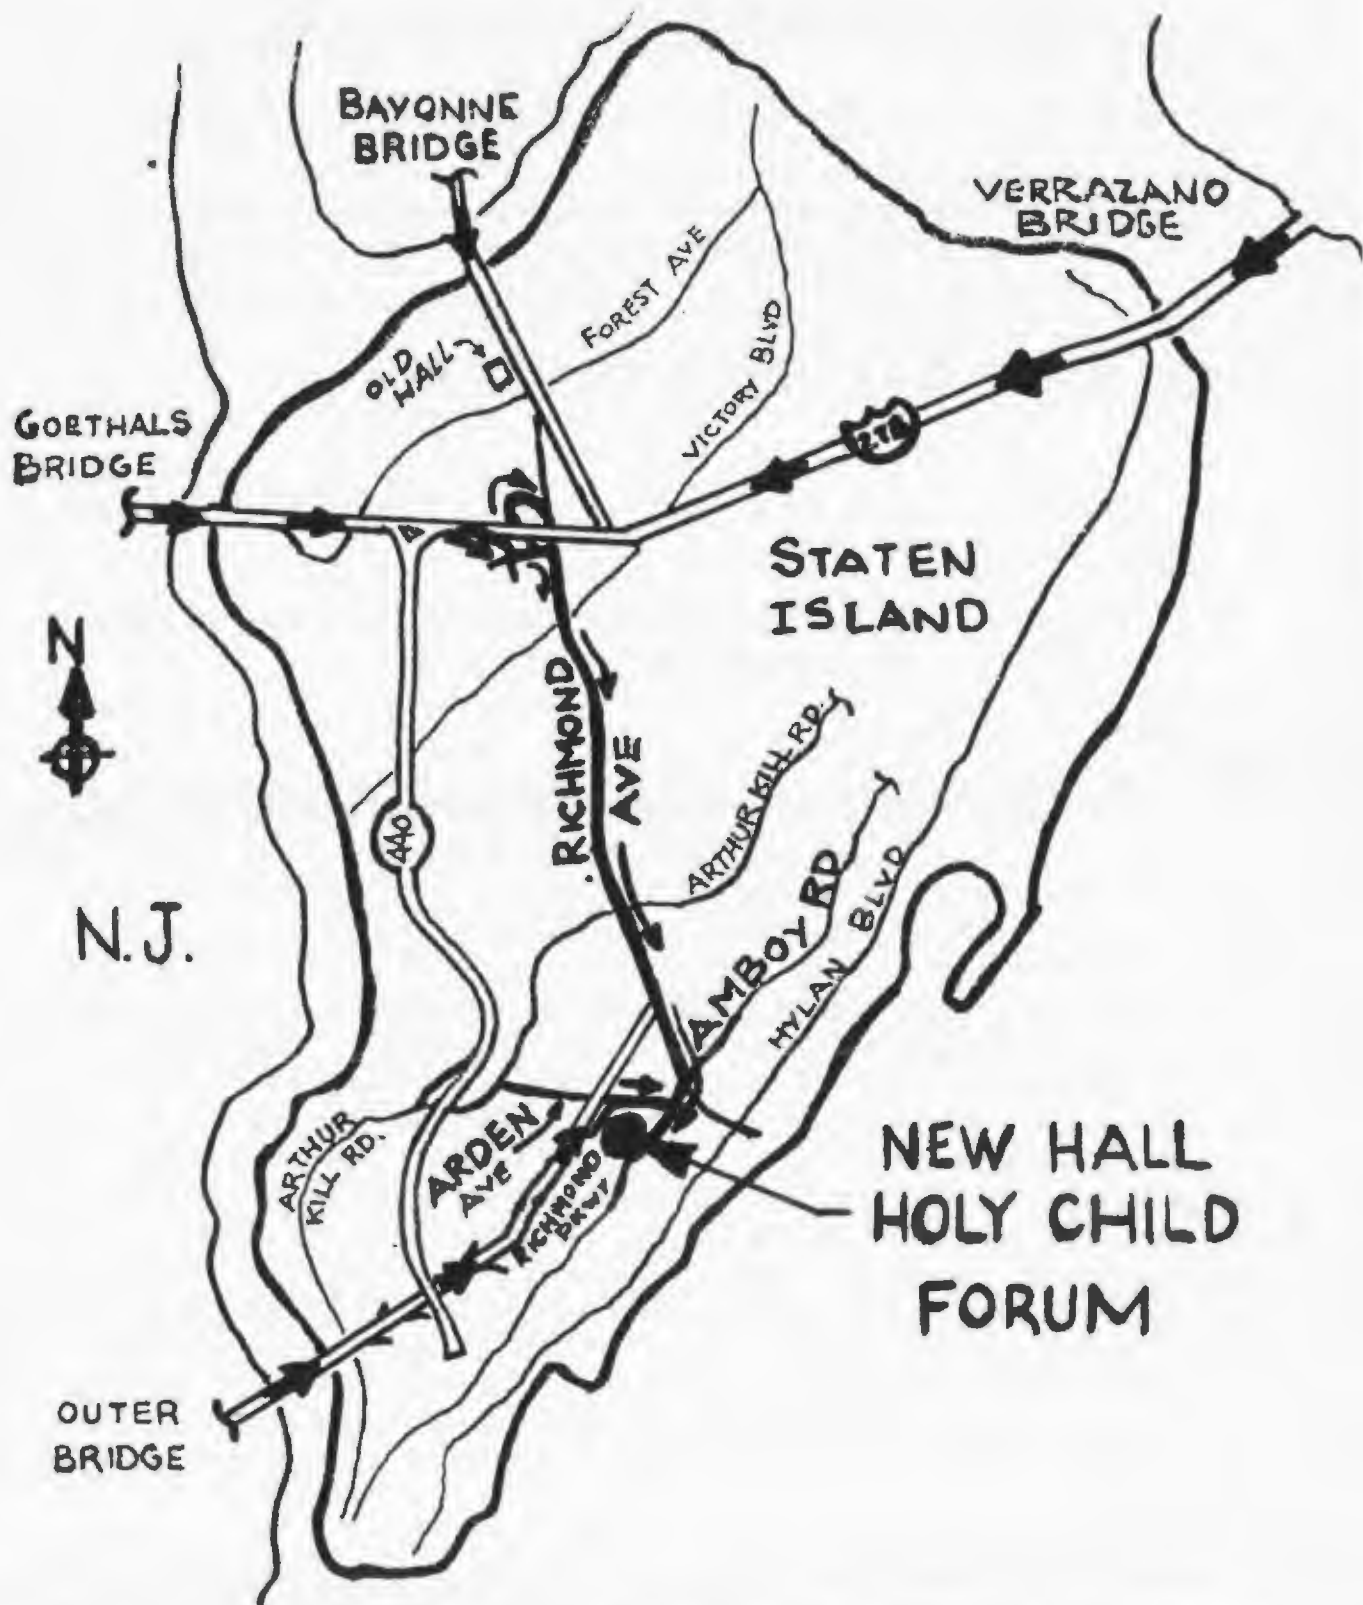 BAYONNE
BRIDGE
VERRAZANO
BRIDGE
FOREST AVE
OLD
HALL
VICTORY BLVD
GOETHALS
BRIDGE
278
STATEN
ISLAND
N
RICHMOND
AVE
ARTHUR KILL RD.
440
AMBOY RD
HYLAN BLVD
N.J.
ARTHUR
KILL RD.
ARDEN
AVE
RICHMOND
PKWY
NEW HALL
HOLY CHILD
FORUM
OUTER
BRIDGE